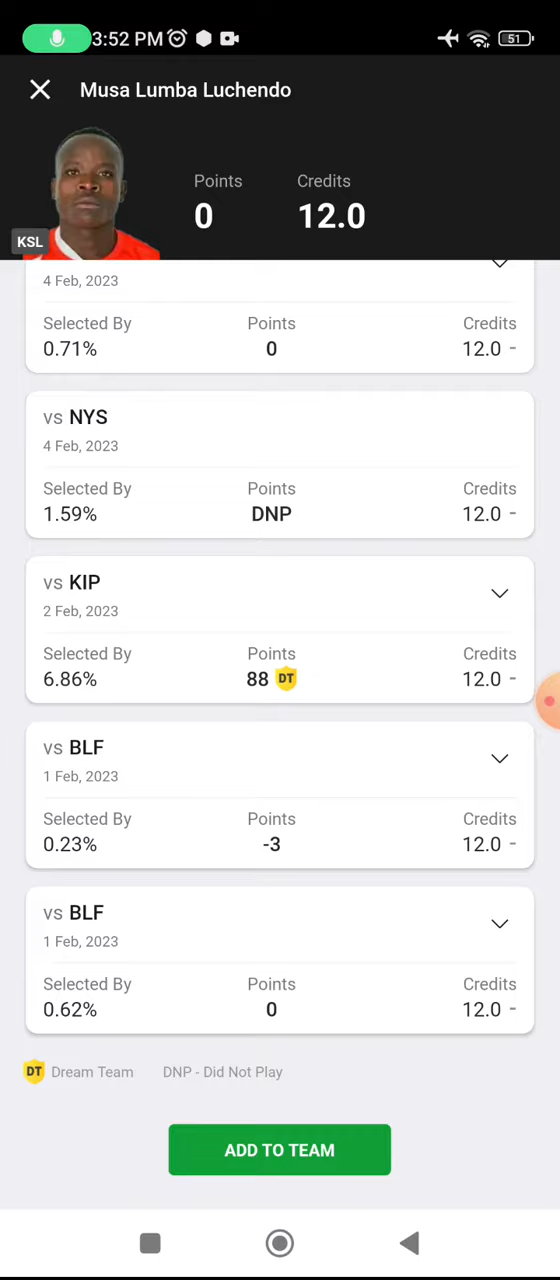 3:52 PM 51
Musa Lumba Luchendo
Points Credits
0 12.0
KSL
4 Feb, 2023
Selected By Points Credits
0.71% 0 12.0 -
vs NYS
4 Feb, 2023
Selected By Points Credits
1.59% DNP 12.0 -
vs KIP
2 Feb, 2023
Selected By Points Credits
6.86% 88 DT 12.0 -
vs BLF
1 Feb, 2023
Selected By Points Credits
0.23% -3 12.0 -
vs BLF
1 Feb, 2023
Selected By Points Credits
0.62% 0 12.0 -
DT Dream Team DNP - Did Not Play
ADD TO TEAM